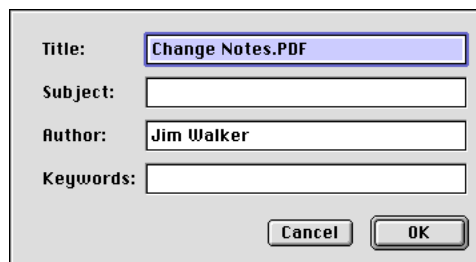 Title: Change Notes.PDF
Subject:
Author: Jim Walker
Keywords:
Cancel OK